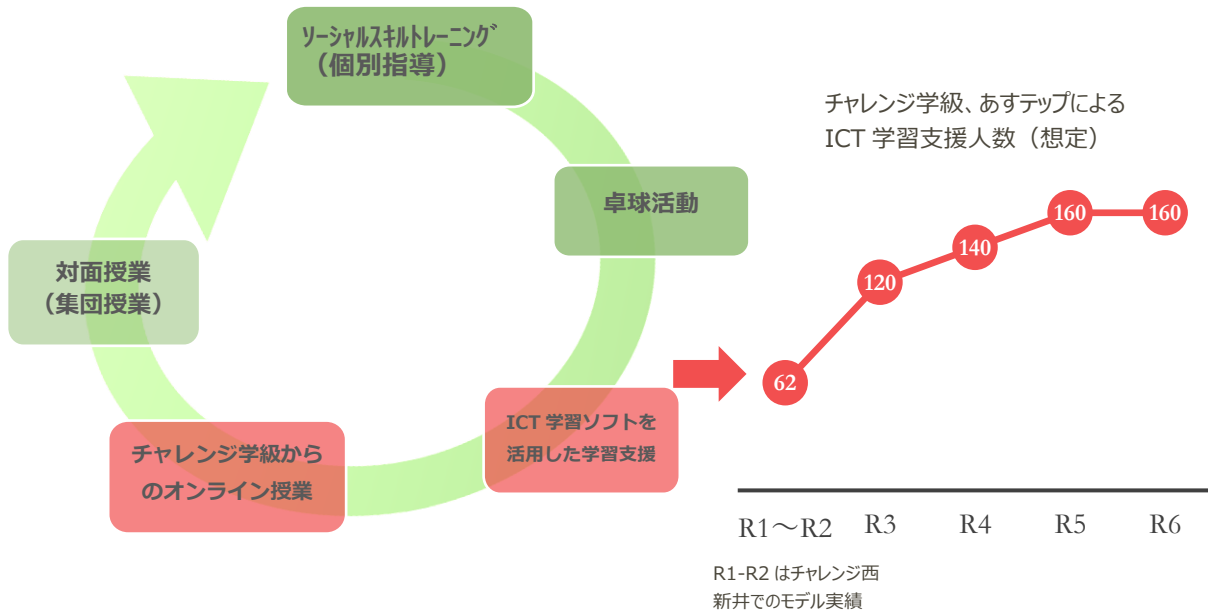 ｿｰｼｬﾙｽｷﾙﾄﾚｰﾆﾝｸﾞ
（個別指導）
卓球活動
ICT 学習ソフトを
活用した学習支援
チャレンジ学級から
のオンライン授業
対面授業
（集団授業）
チャレンジ学級、あすテップによる
ICT 学習支援人数（想定）
62
120
140
160
160
R1～R2
R3
R4
R5
R6
R1-R2 はチャレンジ西
新井でのモデル実績